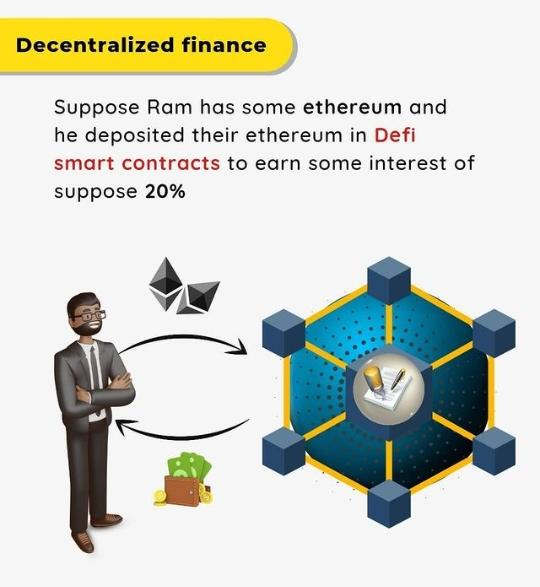 Decentralized finance
Suppose Ram has some ethereum and
he deposited their ethereum in Defi
smart contracts to earn some interest of
suppose 20%